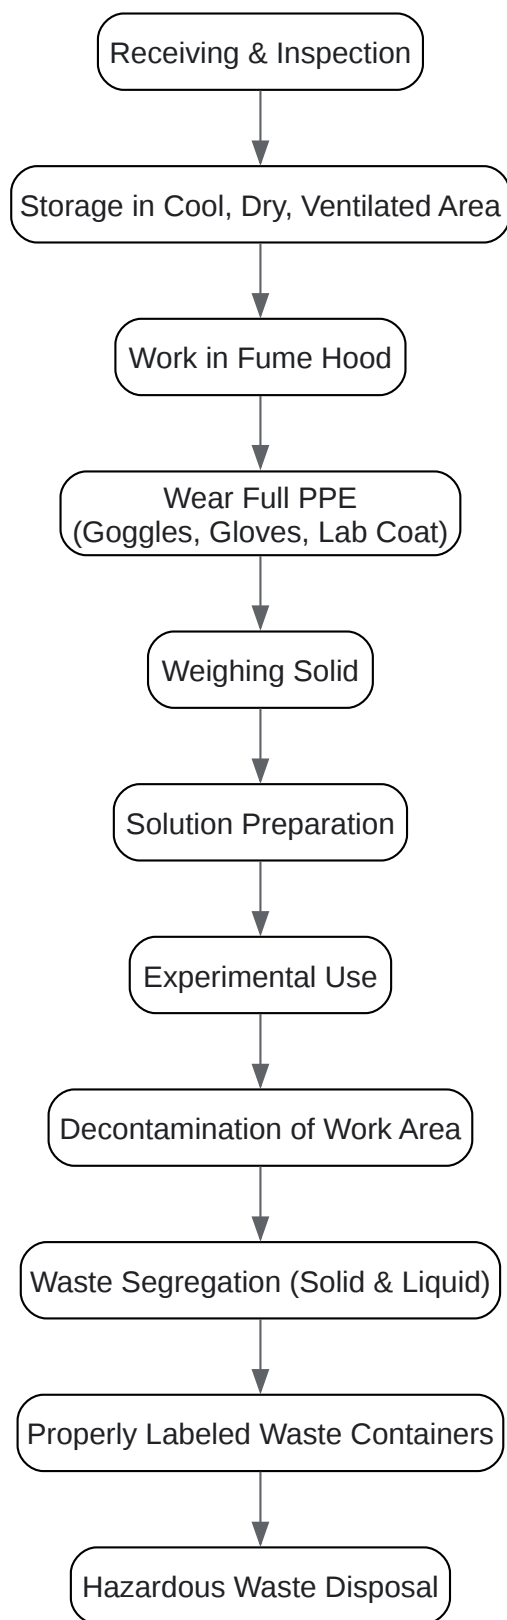 Receiving & Inspection
Storage in Cool, Dry, Ventilated Area
Work in Fume Hood
Wear Full PPE
(Goggles, Gloves, Lab Coat)
Weighing Solid
Solution Preparation
Experimental Use
Decontamination of Work Area
Waste Segregation (Solid & Liquid)
Properly Labeled Waste Containers
Hazardous Waste Disposal